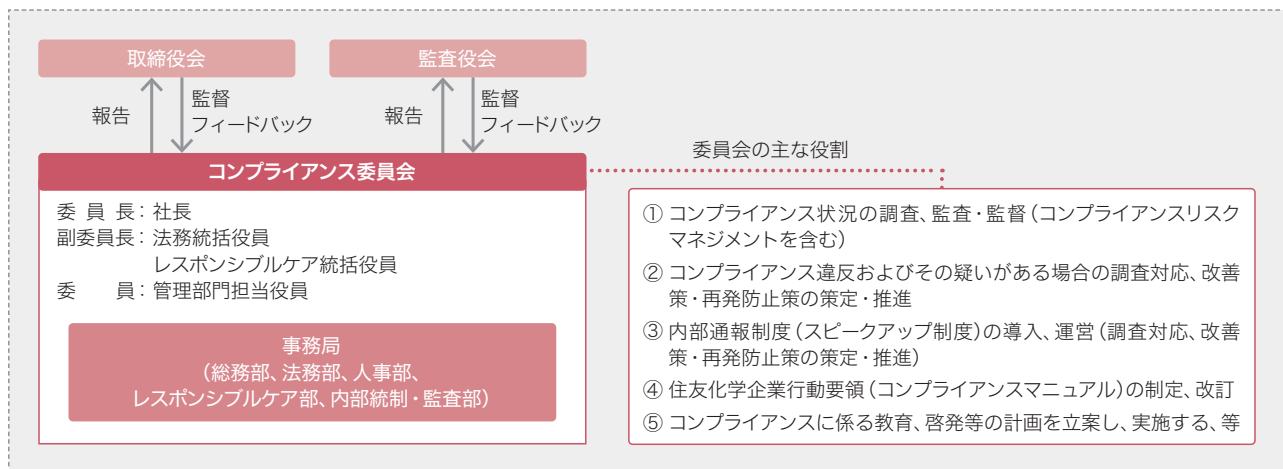 取締役会
監査役会
報告
監督
フィードバック
報告
監督
フィードバック
コンプライアンス委員会
委員長：社長
副委員長：法務統括役員
レスポンシブルケア統括役員
委員：管理部門担当役員
事務局
（総務部、法務部、人事部、
レスポンシブルケア部、内部統制・監査部）
委員会の主な役割
① コンプライアンス状況の調査、監査・監督（コンプライアンスリスク
マネジメントを含む）
② コンプライアンス違反およびその疑いがある場合の調査対応、改善
策・再発防止策の策定・推進
③ 内部通報制度（スピークアップ制度）の導入、運営（調査対応、改善
策・再発防止策の策定・推進）
④ 住友化学企業行動要領（コンプライアンスマニュアル）の制定、改訂
⑤ コンプライアンスに係る教育、啓発等の計画を立案し、実施する、等